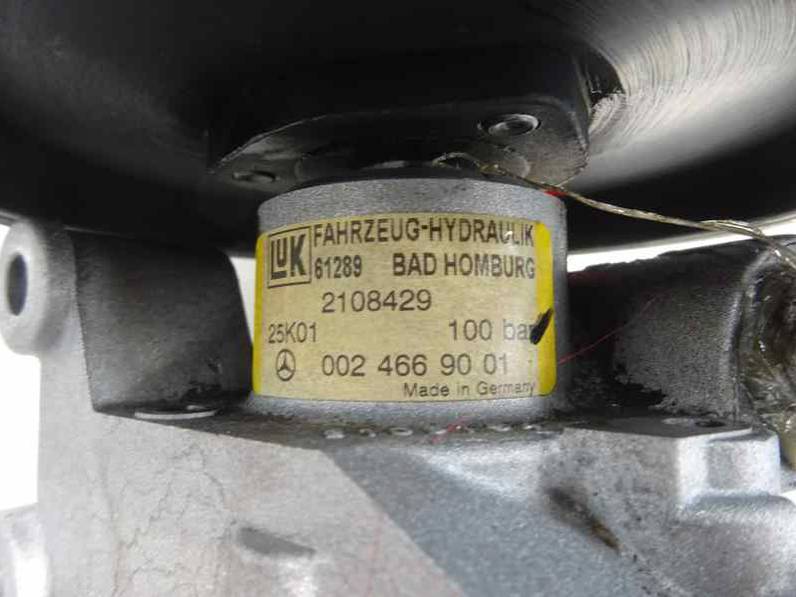 LuK FAHRZEUG-HYDRAULIK
61289 BAD HOMBURG
2108429
25K01 100 bar
002 466 90 01
Made in Germany